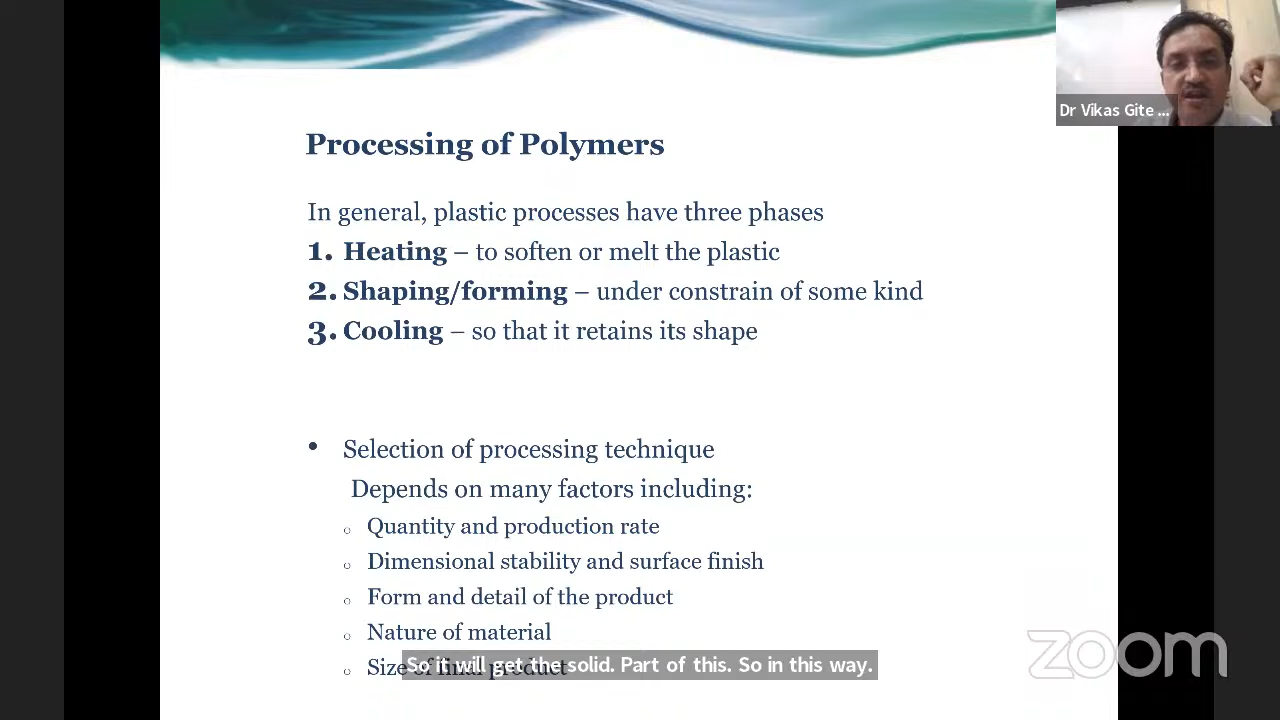 Dr Vikas Gite ...
Processing of Polymers
In general, plastic processes have three phases
1. Heating – to soften or melt the plastic
2. Shaping/forming – under constrain of some kind
3. Cooling – so that it retains its shape
• Selection of processing technique
Depends on many factors including:
o Quantity and production rate
o Dimensional stability and surface finish
o Form and detail of the product
o Nature of material
o Size of final product
So it will get the solid. Part of this. So in this way.
zoom